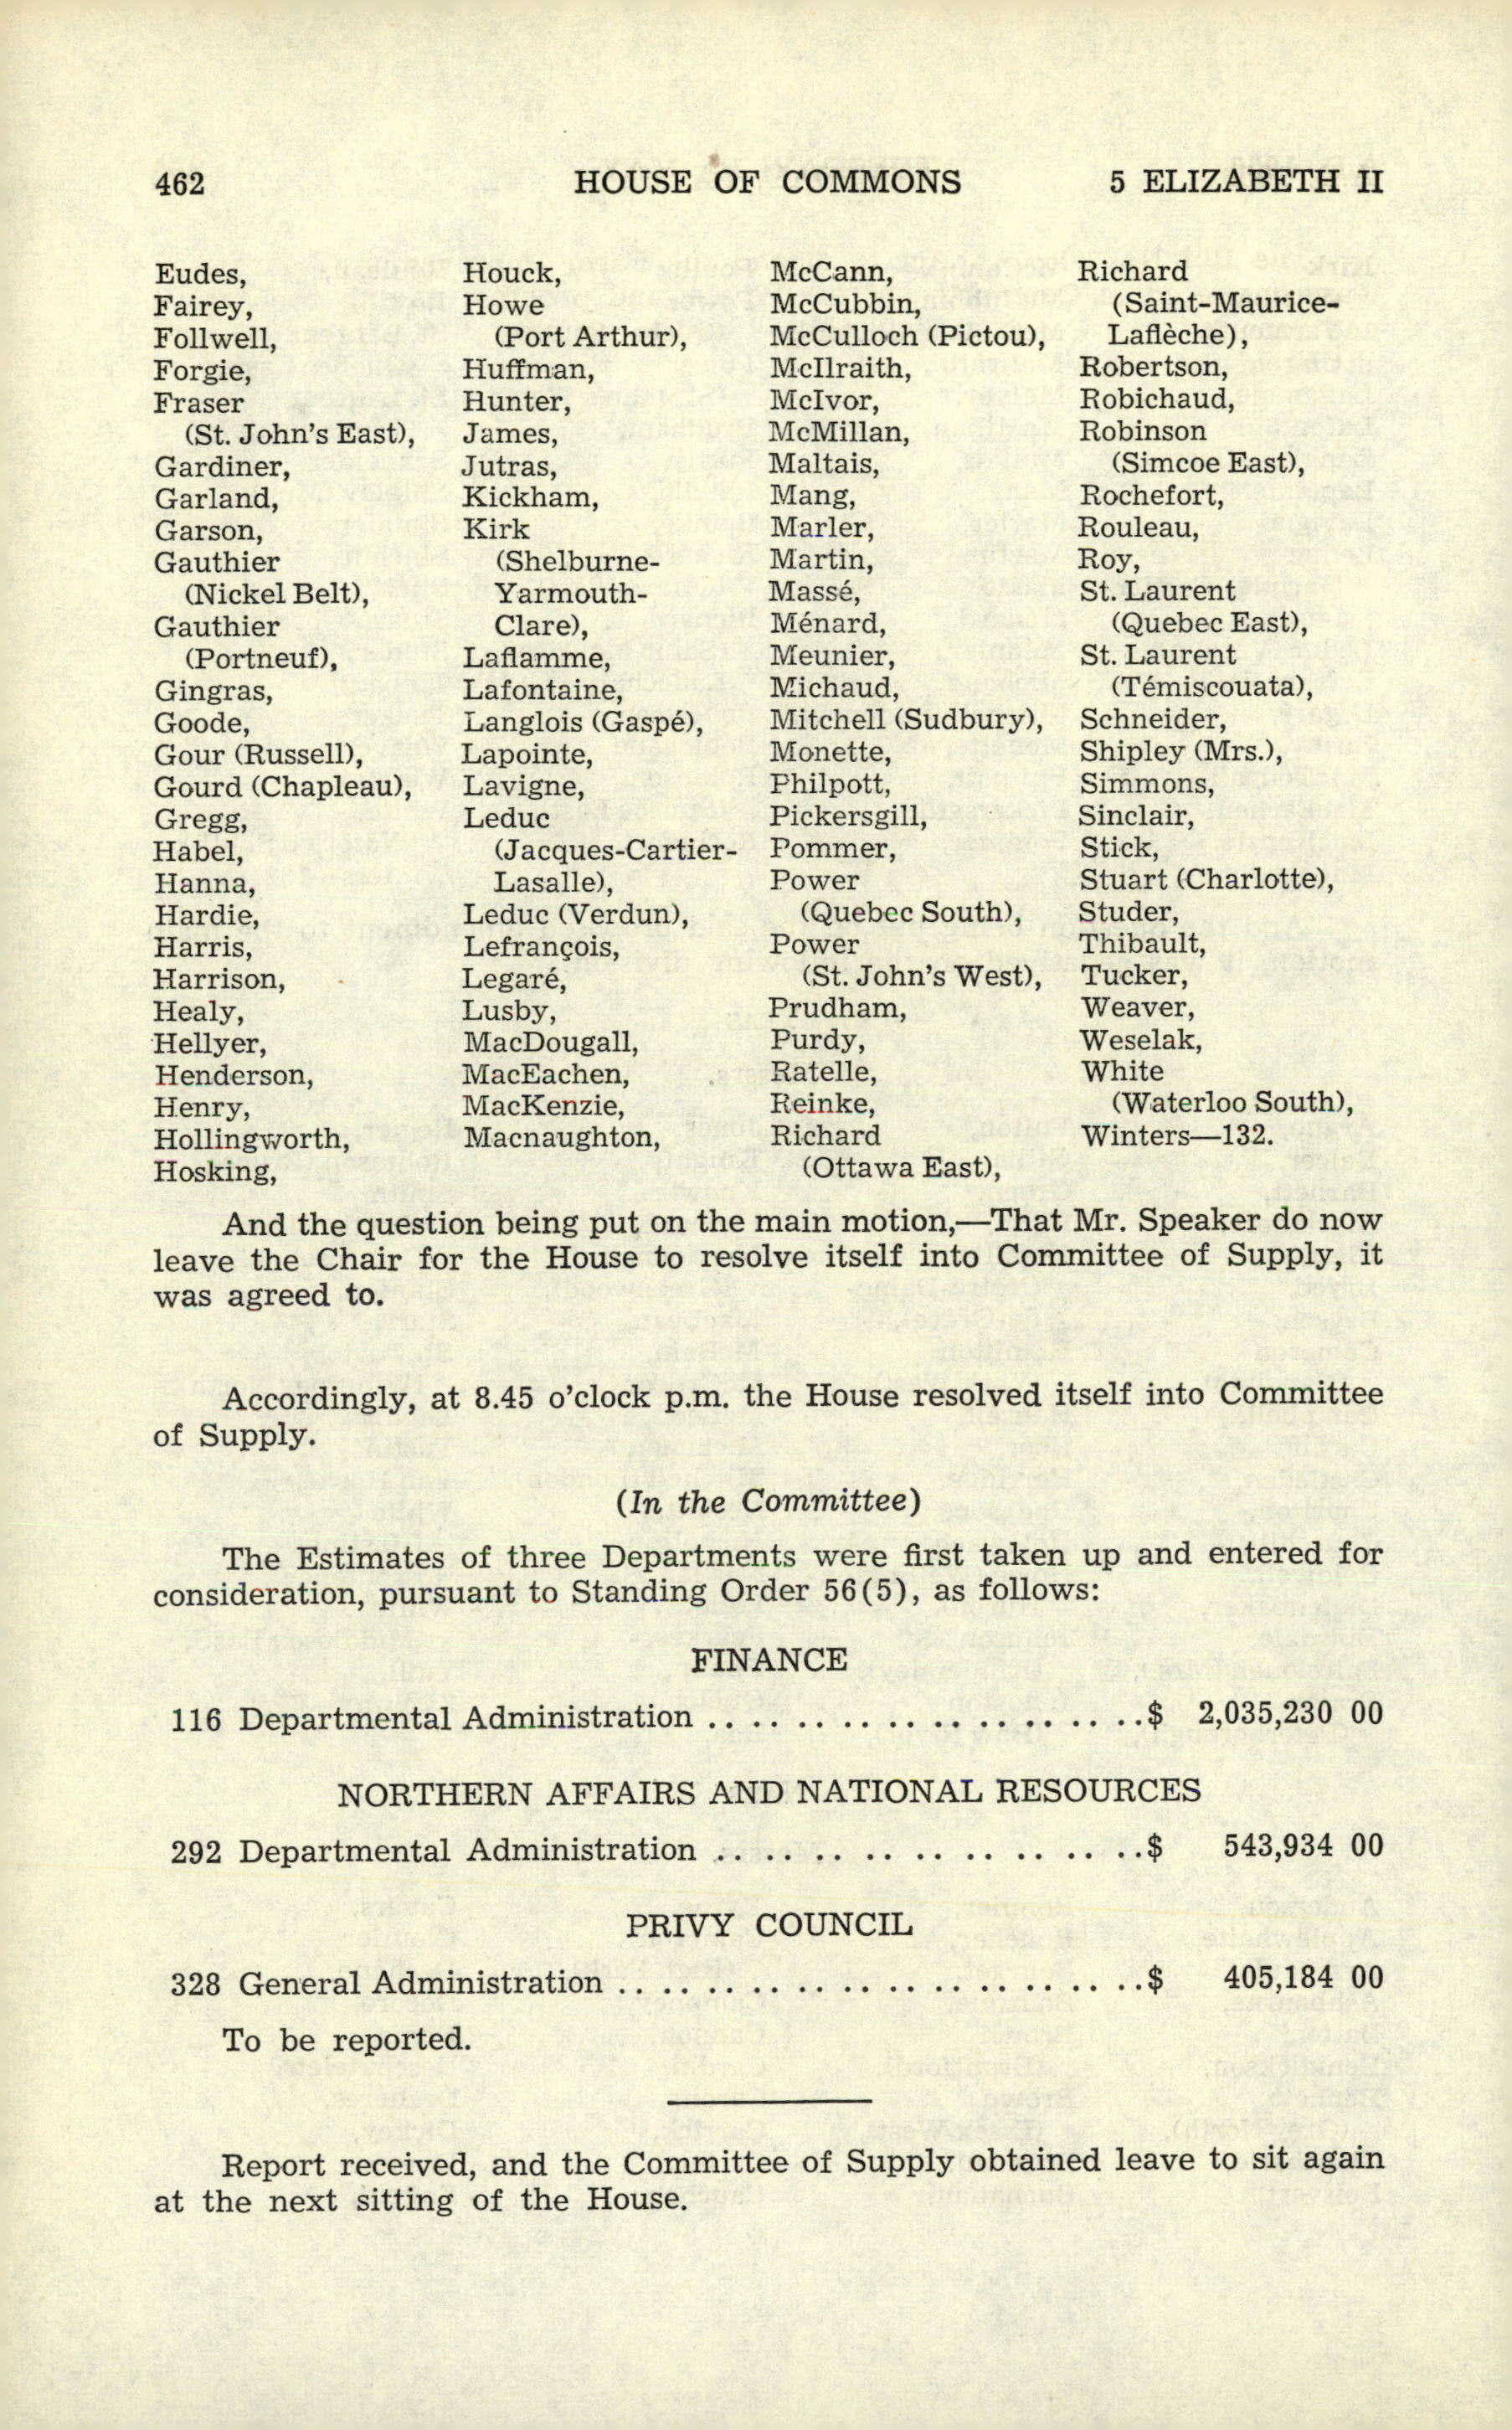 462 HOUSE OF COMMONS 5 ELIZABETH II
Eudes,
Fairey,
Follwell,
Forgie,
Fraser
(St. John's East),
Gardiner,
Garland,
Garson,
Gauthier
(Nickel Belt),
Gauthier
(Portneuf),
Gingras,
Goode,
Gour (Russell),
Gourd (Chapleau),
Gregg,
Habel,
Hanna,
Hardie,
Harris,
Harrison,
Healy,
Hellyer,
Henderson,
Henry,
Hollingworth,
Hosking,
Houck,
Howe
(Port Arthur),
Huffman,
Hunter,
James,
Jutras,
Kickham,
Kirk
(Shelburne-
Yarmouth-
Clare),
Laflamme,
Lafontaine,
Langlois (Gaspé),
Lapointe,
Lavigne,
Leduc
(Jacques-Cartier-
Lasalle),
Leduc (Verdun),
Lefrançois,
Legaré,
Lusby,
MacDougall,
MacEachen,
MacKenzie,
Macnaughton,
McCann,
McCubbin,
McCulloch (Pictou),
McIlraith,
McIvor,
McMillan,
Maltais,
Mang,
Marler,
Martin,
Massé,
Ménard,
Meunier,
Michaud,
Mitchell (Sudbury),
Monette,
Philpott,
Pickersgill,
Pommer,
Power
(Quebec South),
Power
(St. John's West),
Prudham,
Purdy,
Ratelle,
Reinke,
Richard
(Ottawa East),
Richard
(Saint-Maurice-
Laflèche),
Robertson,
Robichaud,
Robinson
(Simcoe East),
Rochefort,
Rouleau,
Roy,
St. Laurent
(Quebec East),
St. Laurent
(Témiscouata),
Schneider,
Shipley (Mrs.),
Simmons,
Sinclair,
Stick,
Stuart (Charlotte),
Studer,
Thibault,
Tucker,
Weaver,
Weselak,
White
(Waterloo South),
Winters—132.
And the question being put on the main motion,—That Mr. Speaker do now
leave the Chair for the House to resolve itself into Committee of Supply, it
was agreed to.
Accordingly, at 8.45 o'clock p.m. the House resolved itself into Committee
of Supply.
(In the Committee)
The Estimates of three Departments were first taken up and entered for
consideration, pursuant to Standing Order 56(5), as follows:
FINANCE
116 Departmental Administration .. .. .. .. .. .. .. .. .. ..$ 2,035,230 00
NORTHERN AFFAIRS AND NATIONAL RESOURCES
292 Departmental Administration .. .. .. .. .. .. .. .. ..$ 543,934 00
PRIVY COUNCIL
328 General Administration .. .. .. .. .. .. .. .. .. .. .. ..$ 405,184 00
To be reported.
Report received, and the Committee of Supply obtained leave to sit again
at the next sitting of the House.